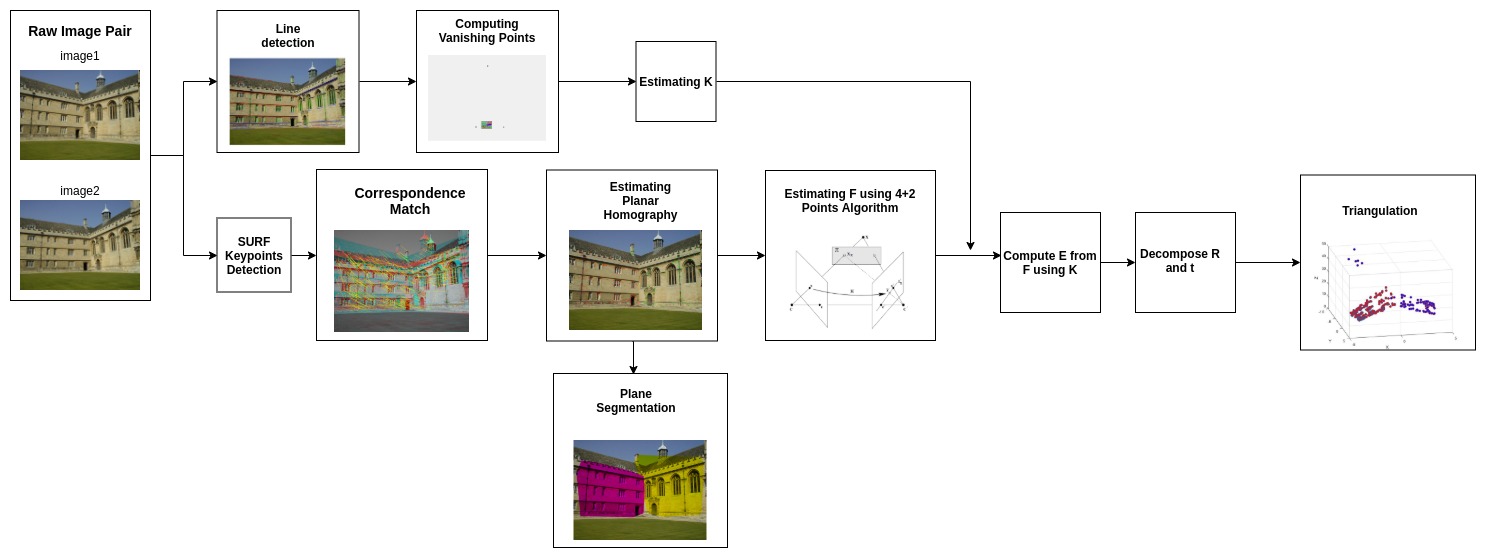 Raw Image Pair
image1
image2
Line
detection
Computing
Vanishing Points
Estimating K
SURF
Keypoints
Detection
Correspondence
Match
Estimating
Planar
Homography
Plane
Segmentation
Estimating F using 4+2
Points Algorithm
Compute E from
F using K
Decompose R
and t
Triangulation